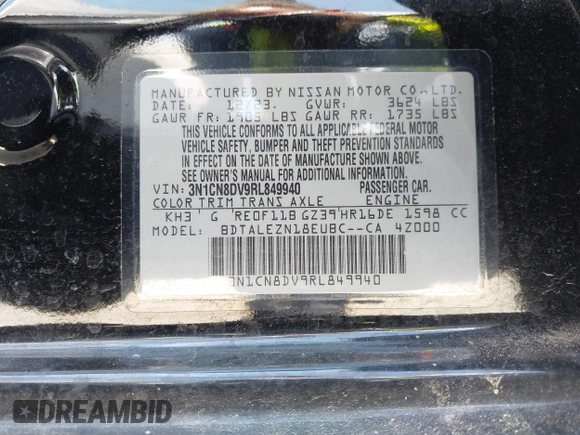 MANUFACTURED BY NISSAN MOTOR CO.,LTD.
DATE: 12/23. GVWR: 3624 LBS
GAWR FR: 1905 LBS GAWR RR: 1735 LBS
THIS VEHICLE CONFORMS TO ALL APPLICABLE FEDERAL MOTOR
VEHICLE SAFETY, BUMPER AND THEFT PREVENTION STANDARDS
IN EFFECT ON THE DATE OF MANUFACTURE SHOWN ABOVE.
SEE OWNER'S MANUAL FOR ADDITIONAL INFORMATION.
VIN: 3N1CN8DV9RL849940 PASSENGER CAR.
COLOR TRIM TRANS AXLE ENGINE
KH3 ' G 'RE0F11B GZ39'HR16DE 1598 CC
MODEL: BDTALEZN18EUBC--CA 4Z000
3N1CN8DV9RL849940
DREAMBID